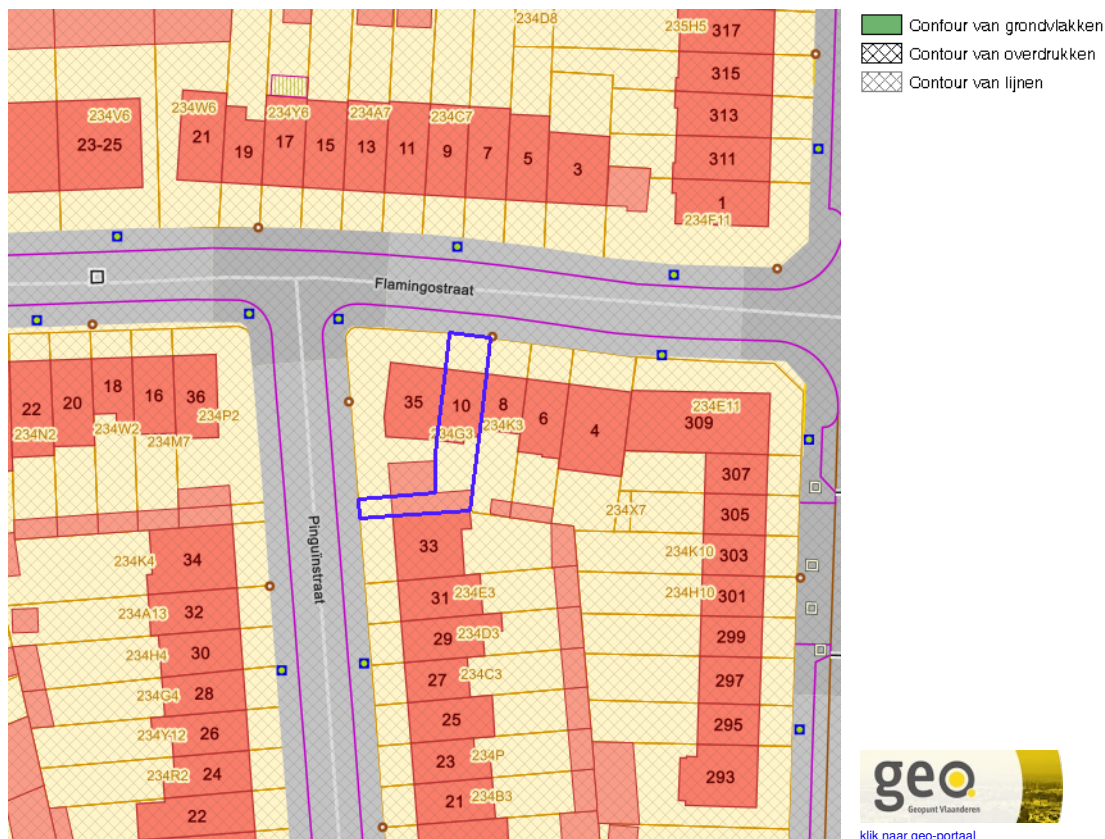 234D8
235H5
317
315
313
311
1
234F11
234V6
23-25
234W6
21
19
234Y6
17
15
234A7
13
11
234C7
9
7
5
3
Flamingostraat
22
20
18
16
36
234N2
234W2
234M7
234P2
35
10
8
6
4
234G3
234K3
234E11
309
307
305
303
301
299
297
295
293
234X7
234K10
234H10
Pinguïnstraat
234K4
34
234A13
32
234H4
30
234G4
28
234Y12
26
234R2
24
22
33
31
234E3
29
234D3
27
234C3
25
23
234P
21
234B3
Contour van grondvlakken
Contour van overdrukken
Contour van lijnen
geo
Geopunt Vlaanderen
klik naar geo-portaal